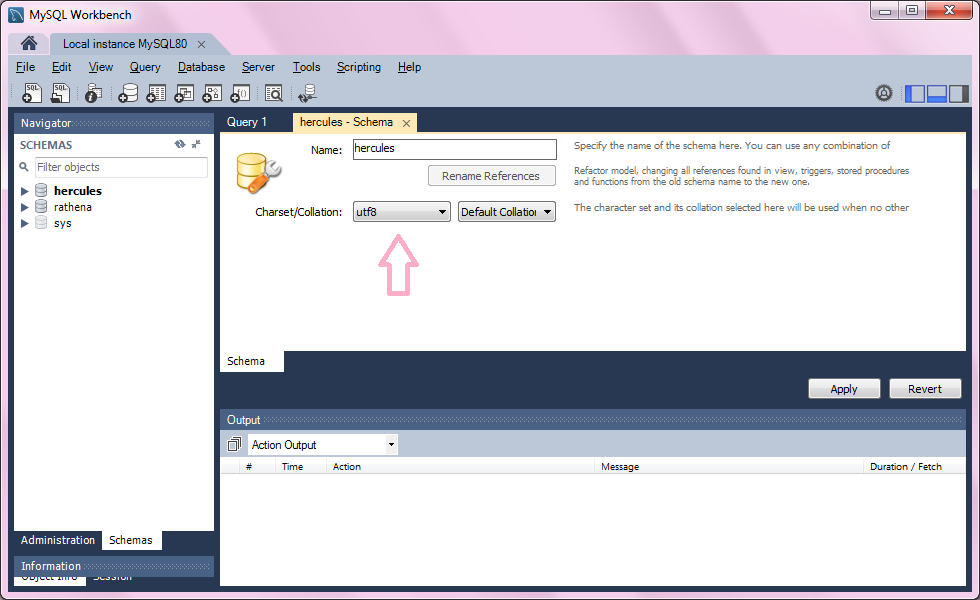 MySQL Workbench
Local instance MySQL80
File Edit View Query Database Server Tools Scripting Help
SQL SQL
Navigator
SCHEMAS
Filter objects
hercules
rathena
sys
Administration Schemas
Information
Object Info Session
Query 1 hercules - Schema
Name: hercules
Specify the name of the schema here. You can use any combination of
Rename References
Refactor model, changing all references found in view, triggers, stored procedures
and functions from the old schema name to the new one.
Charset/Collation: utf8 Default Collation
The character set and its collation selected here will be used when no other
Schema
Apply Revert
Output
Action Output
# Time Action Message Duration / Fetch